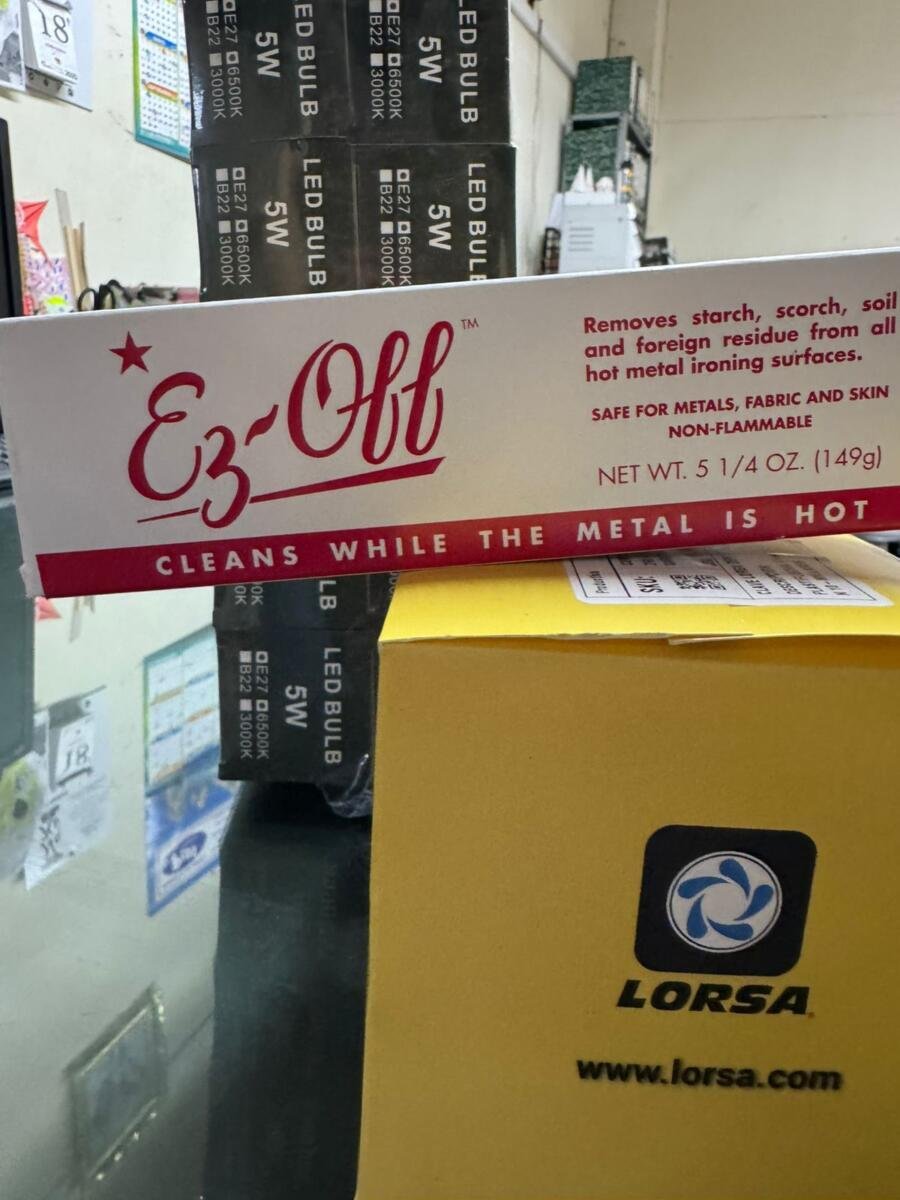 18
LED BULB
5W
E27 6500K
B22 3000K
LED BULB
5W
E27 6500K
B22 3000K
LED BULB
5W
E27 6500K
B22 3000K
LED BULB
5W
E27 6500K
B22 3000K
Ez-Off™
Removes starch, scorch, soil
and foreign residue from all
hot metal ironing surfaces.
SAFE FOR METALS, FABRIC AND SKIN
NON-FLAMMABLE
NET WT. 5 1/4 OZ. (149g)
CLEANS WHILE THE METAL IS HOT
SKU:
LED BULB
5W
E27 6500K
B22 3000K
18
LORSA
www.lorsa.com